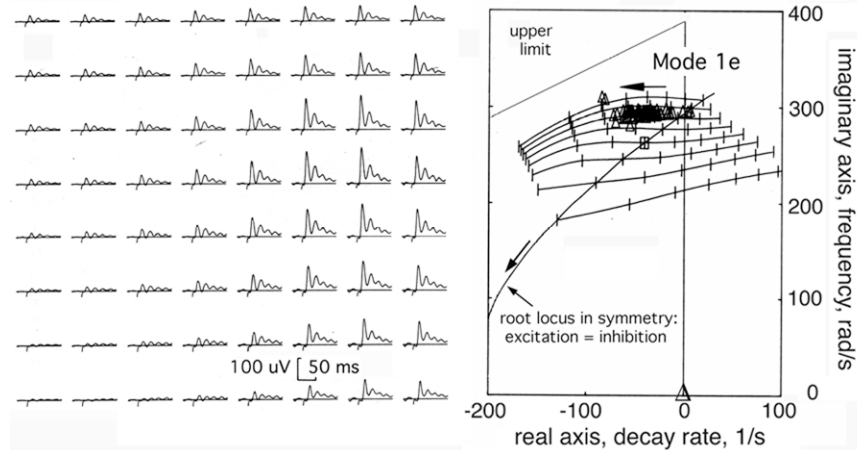 100 uV
50 ms
upper
limit
Mode 1e
root locus in symmetry:
excitation = inhibition
400
300
200
100
0
-200
-100
0
100
real axis, decay rate, 1/s
imaginary axis, frequency, rad/s